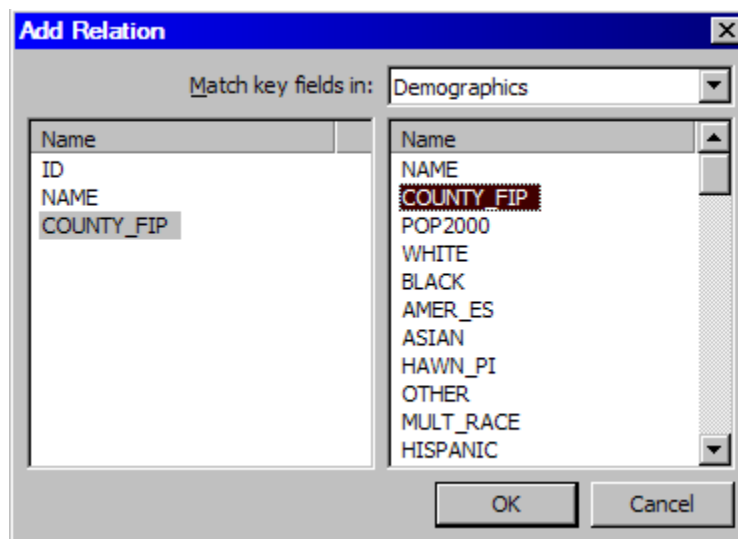 Add Relation
Match key fields in: Demographics
Name
ID
NAME
COUNTY_FIP
Name
NAME
COUNTY_FIP
POP2000
WHITE
BLACK
AMER_ES
ASIAN
HAWN_PI
OTHER
MULT_RACE
HISPANIC
OK Cancel